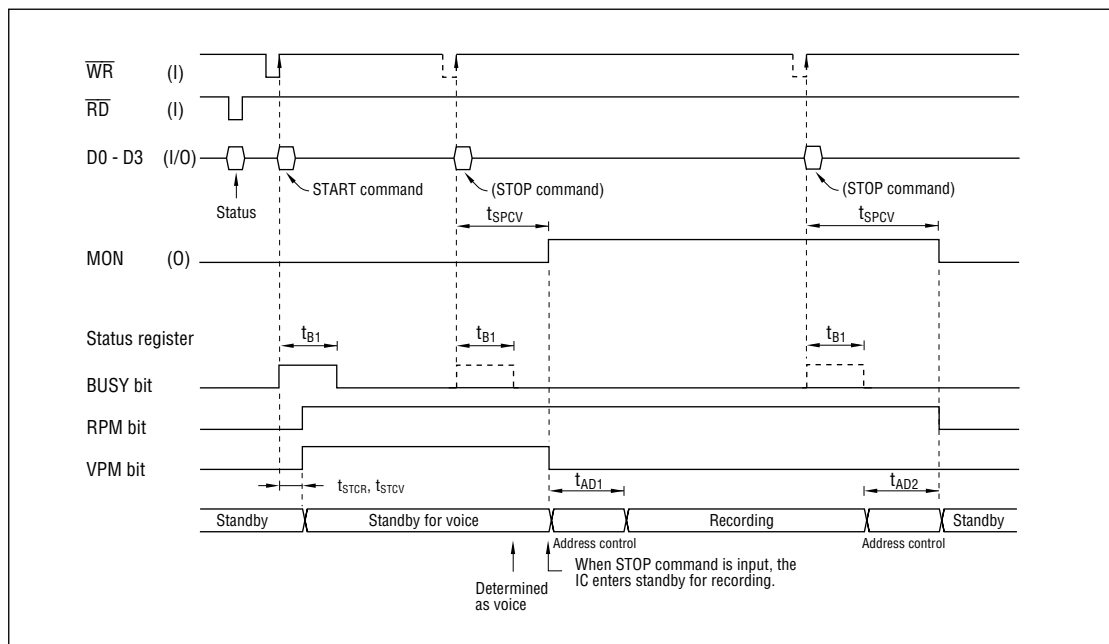 WR (I)
RD (I)
D0 - D3 (I/O)
START command
(STOP command)
(STOP command)
Status
tSPCV
tSPCV
MON (O)
Status register
tB1
tB1
tB1
BUSY bit
RPM bit
VPM bit
tSTCR, tSTCV
tAD1
tAD2
Standby
Standby for voice
Recording
Standby
Address control
Address control
When STOP command is input, the
IC enters standby for recording.
Determined
as voice